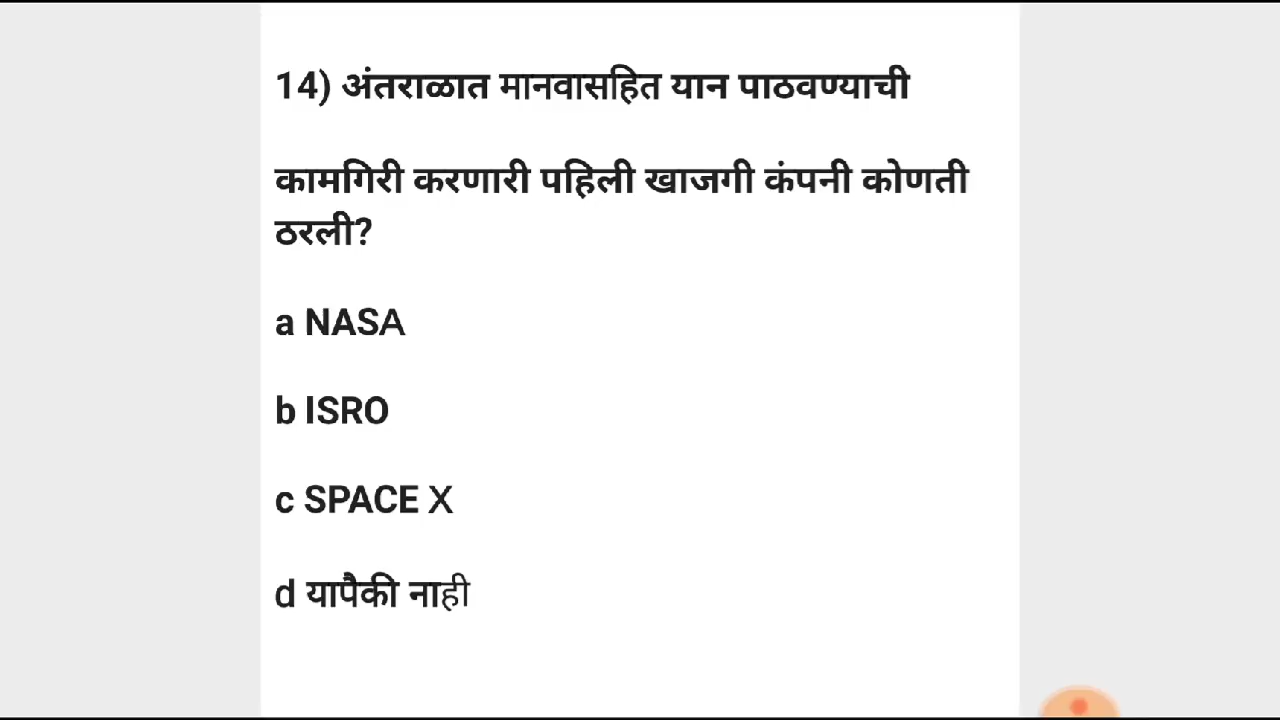 14) अंतराळात मानवासहित यान पाठवण्याची
कामगिरी करणारी पहिली खाजगी कंपनी कोणती
ठरली?
a NASA
b ISRO
c SPACE X
d यापैकी नाही